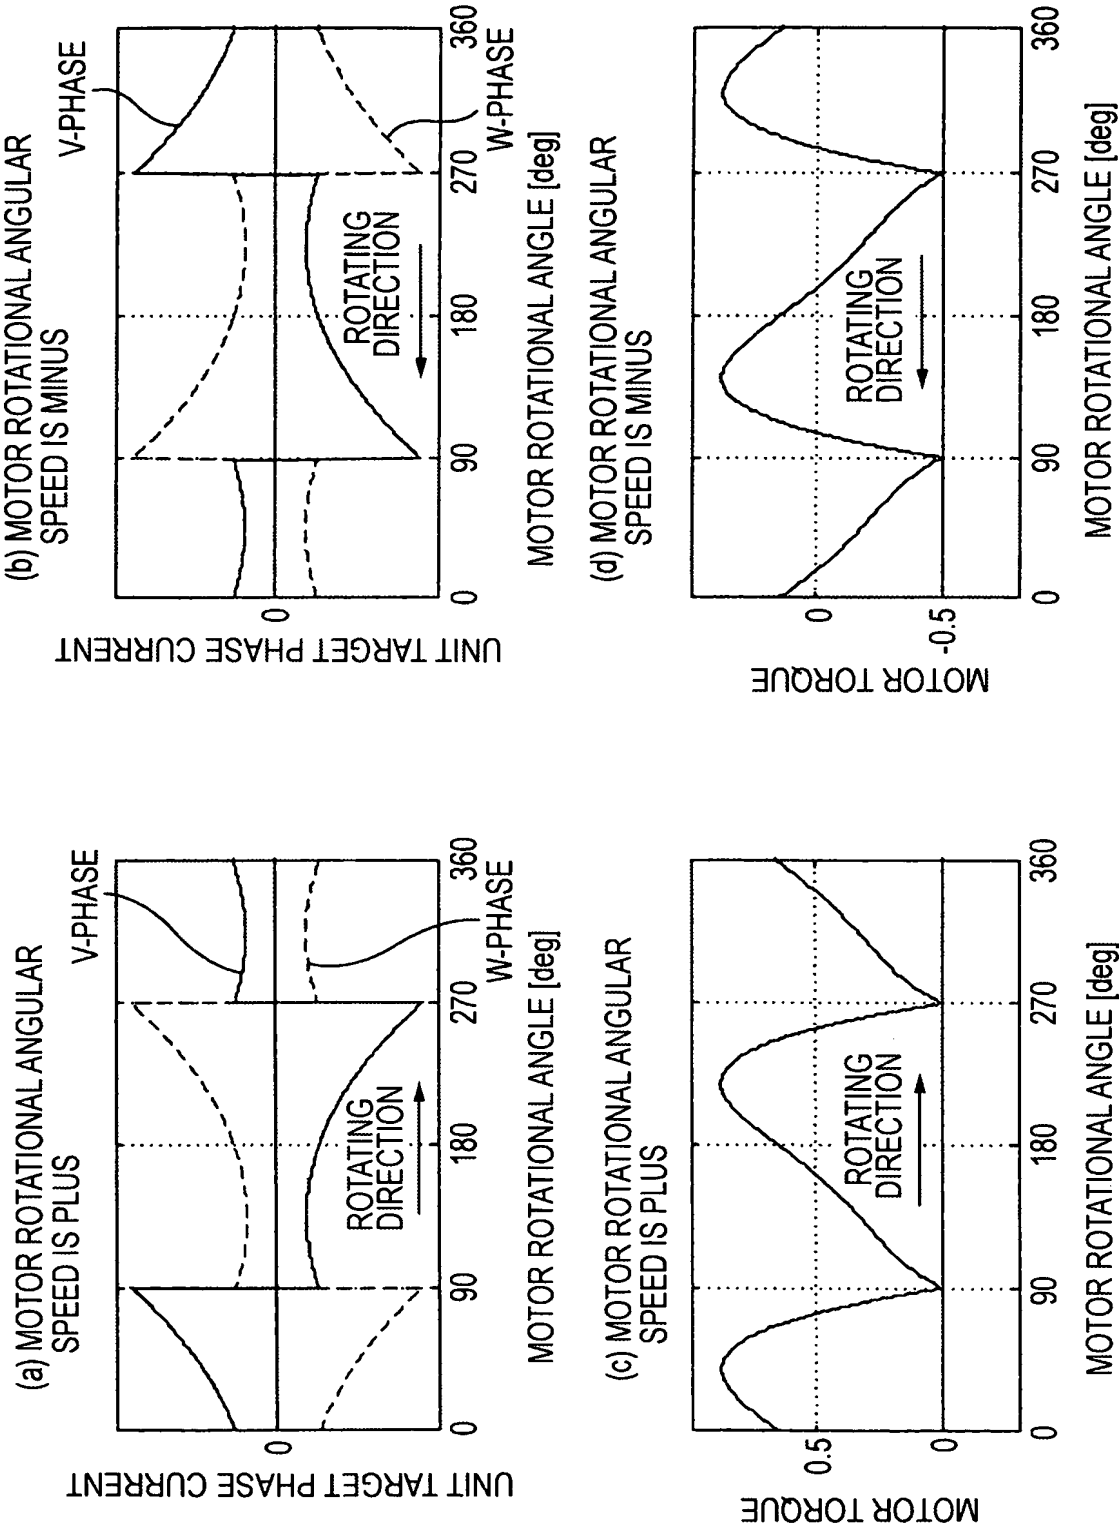 (a) MOTOR ROTATIONAL ANGULAR
SPEED IS PLUS
V-PHASE
UNIT TARGET PHASE CURRENT
0
ROTATING
DIRECTION
0 90 180 270 360
W-PHASE
MOTOR ROTATIONAL ANGLE [deg]
(b) MOTOR ROTATIONAL ANGULAR
SPEED IS MINUS
V-PHASE
UNIT TARGET PHASE CURRENT
0
ROTATING
DIRECTION
0 90 180 270 360
W-PHASE
MOTOR ROTATIONAL ANGLE [deg]
(c) MOTOR ROTATIONAL ANGULAR
SPEED IS PLUS
MOTOR TORQUE
0.5
ROTATING
DIRECTION
0
0 90 180 270 360
MOTOR ROTATIONAL ANGLE [deg]
(d) MOTOR ROTATIONAL ANGULAR
SPEED IS MINUS
MOTOR TORQUE
0
ROTATING
DIRECTION
-0.5
0 90 180 270 360
MOTOR ROTATIONAL ANGLE [deg]